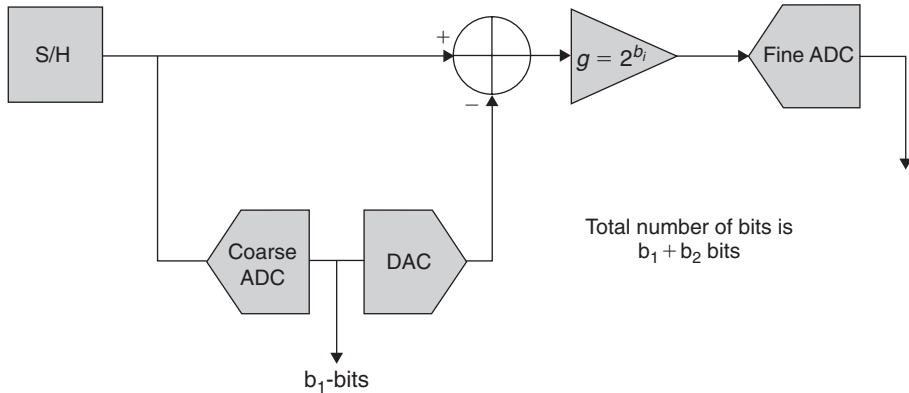 S/H
+
−
g = 2^{b_i}
Fine ADC
Coarse
ADC
DAC
Total number of bits is
b₁ + b₂ bits
b₁-bits